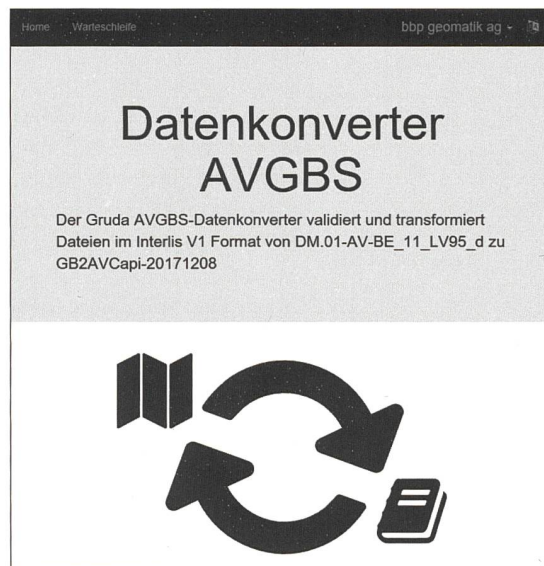 Home Warteschleife bbp geomatik ag
Datenkonverter
AVGBS
Der Gruda AVGBS-Datenkonverter validiert und transformiert
Dateien im Interlis V1 Format von DM.01-AV-BE_11_LV95_d zu
GB2AVCapi-20171208